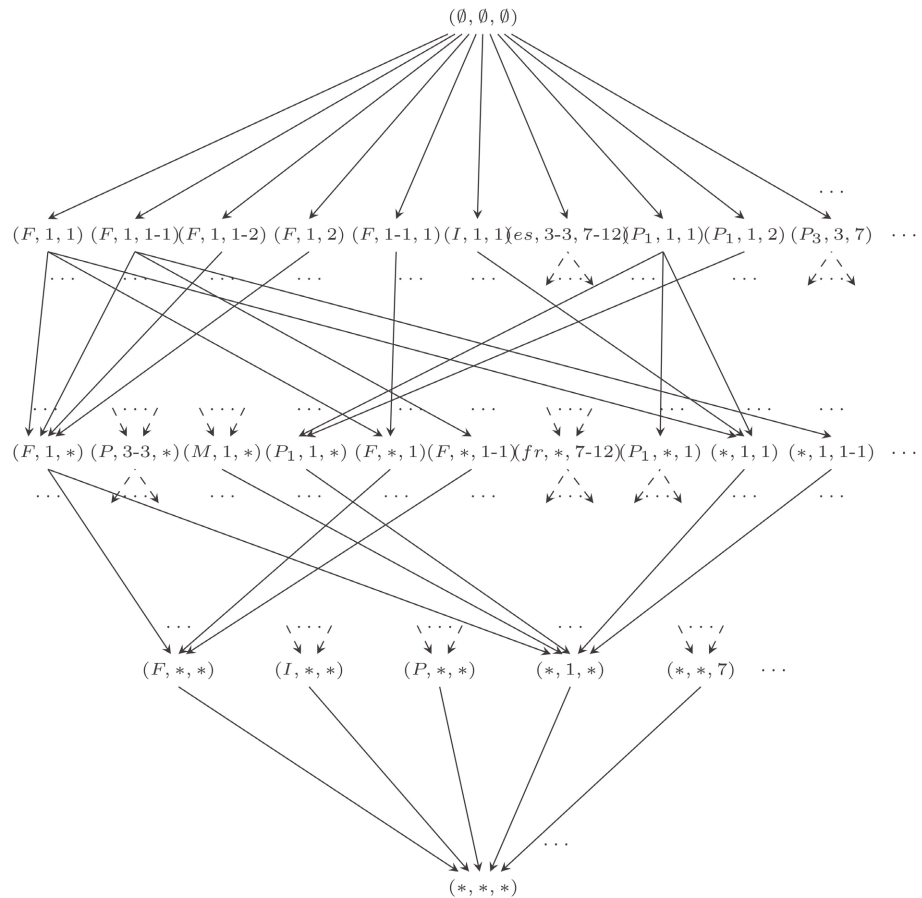 (∅, ∅, ∅)
· · ·
(F, 1, 1) (F, 1, 1-1) (F, 1, 1-2) (F, 1, 2) (F, 1-1, 1) (I, 1, 1) (es, 3-3, 7-12) (P₁, 1, 1) (P₁, 1, 2) (P₃, 3, 7) · · ·
· · · · · · · · · · · · · · · · · · · · · · · · · · ·
· · · · · · · · · · · · · · · · · · · · · · · · · · · · · ·
(F, 1, ∗) (P, 3-3, ∗) (M, 1, ∗) (P₁, 1, ∗) (F, ∗, 1) (F, ∗, 1-1) (fr, ∗, 7-12) (P₁, ∗, 1) (∗, 1, 1) (∗, 1, 1-1) · · ·
· · · · · · · · · · · · · · · · · · · · · · · · · · · · · ·
· · · · · · · · · · · · · · ·
(F, ∗, ∗) (I, ∗, ∗) (P, ∗, ∗) (∗, 1, ∗) (∗, ∗, 7) · · ·
· · ·
(∗, ∗, ∗)